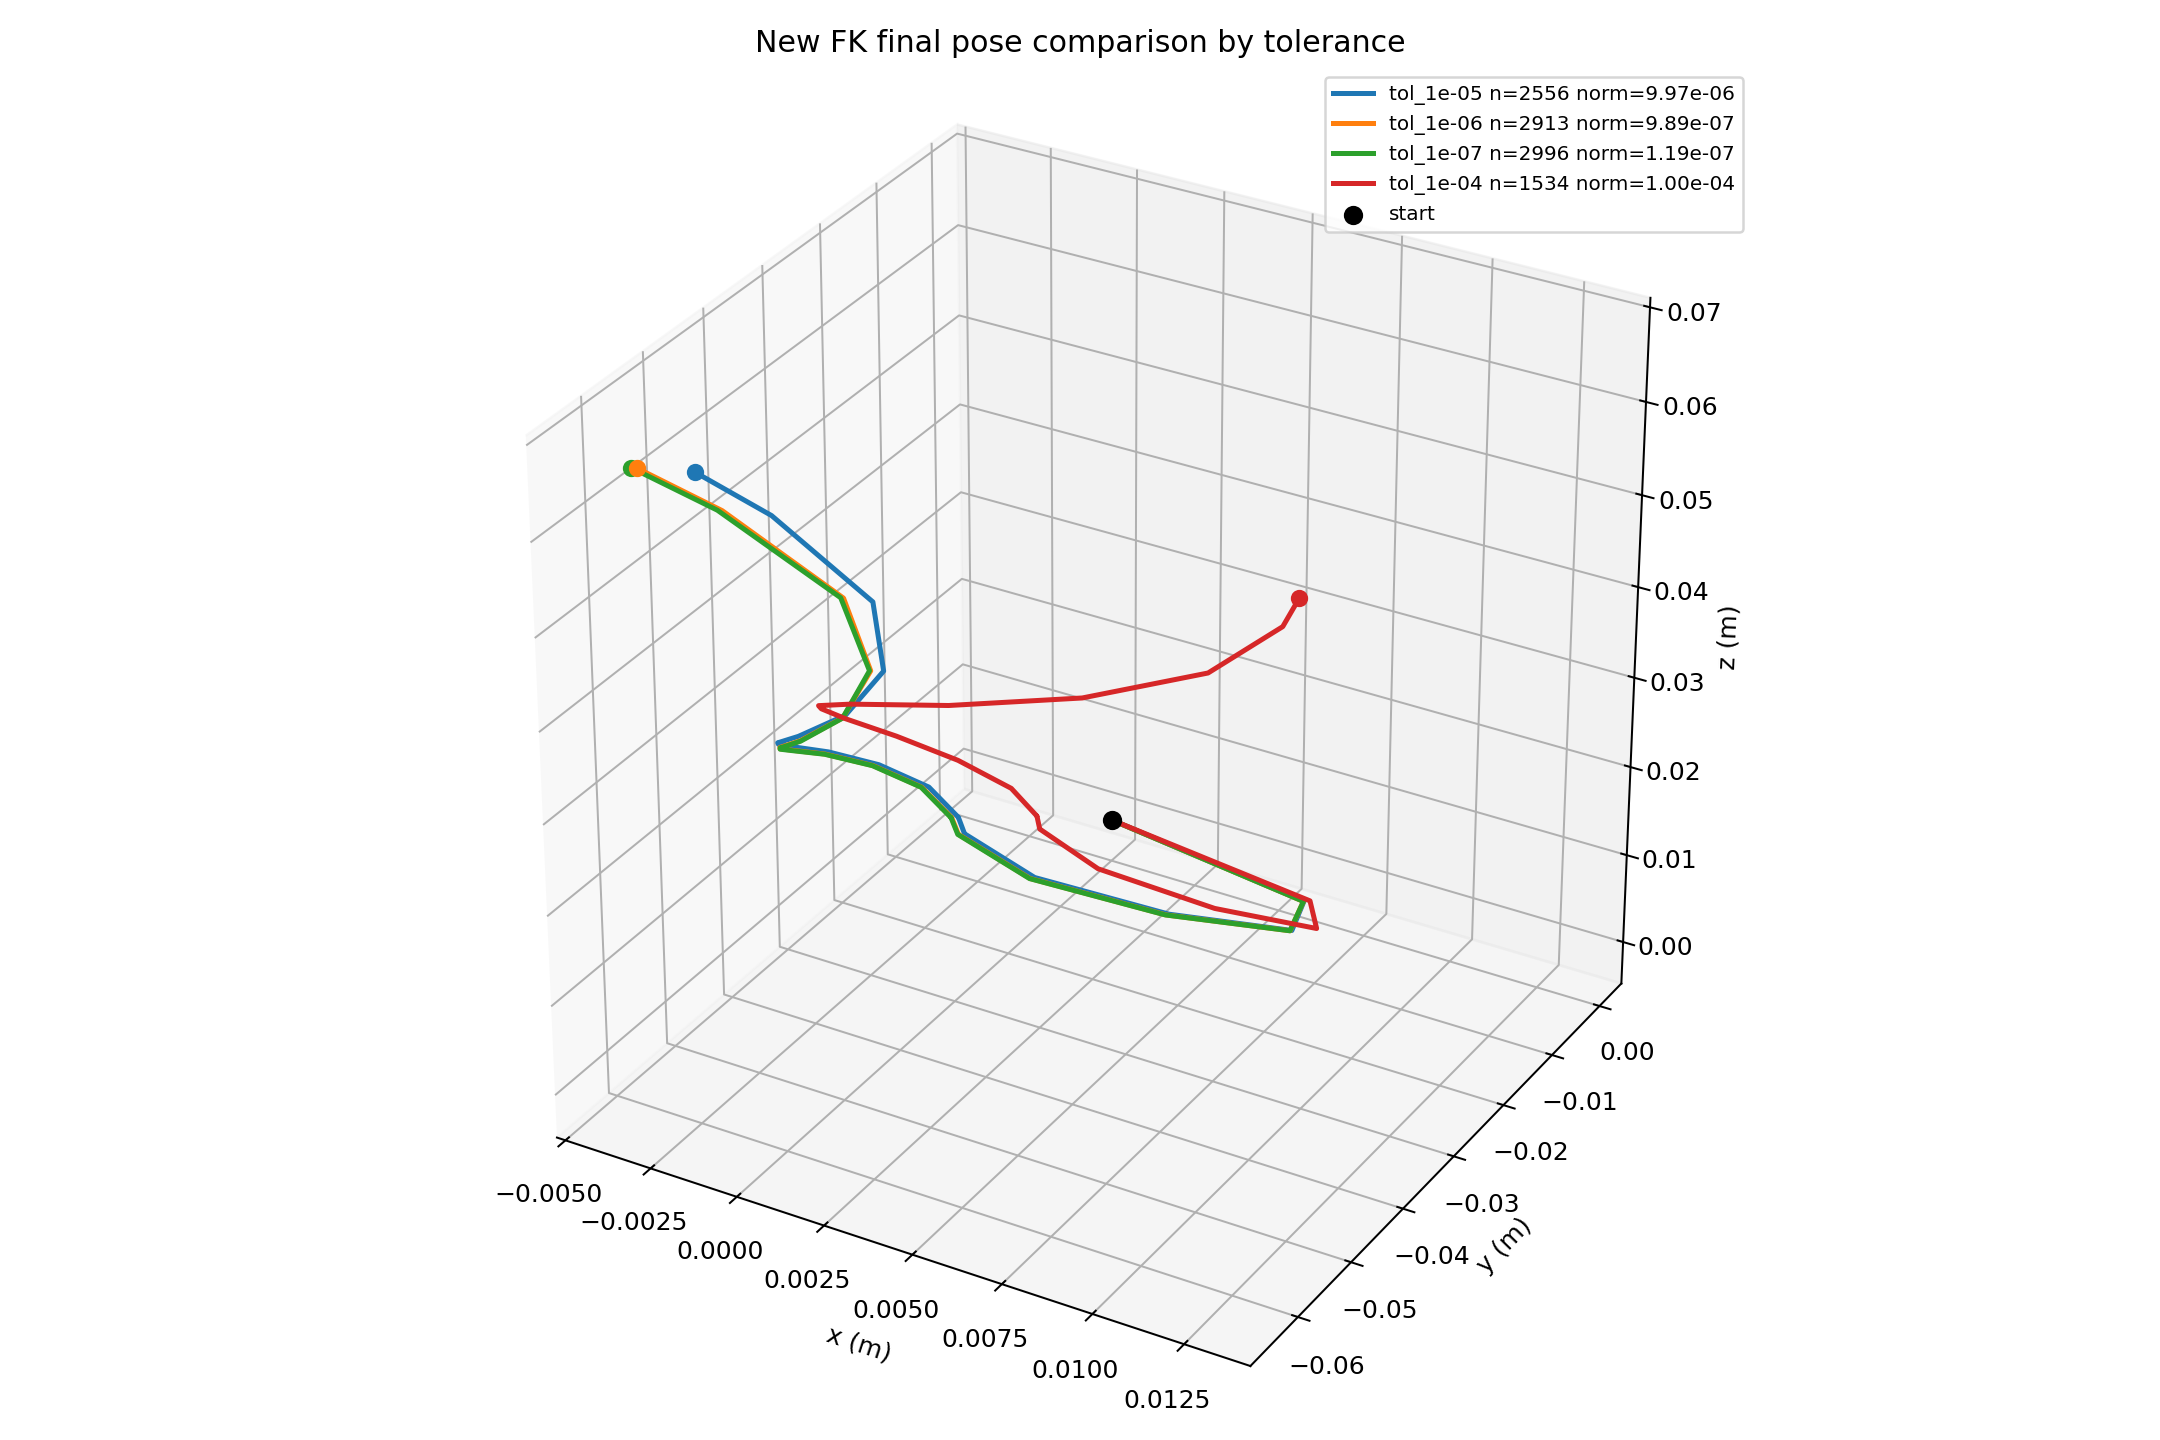 New FK final pose comparison by tolerance
tol_1e-05 n=2556 norm=9.97e-06
tol_1e-06 n=2913 norm=9.89e-07
tol_1e-07 n=2996 norm=1.19e-07
tol_1e-04 n=1534 norm=1.00e-04
start
0.07
0.06
0.05
0.04
0.03
0.02
0.01
0.00
z (m)
0.00
−0.01
−0.02
−0.03
−0.04
−0.05
−0.06
y (m)
−0.0050
−0.0025
0.0000
0.0025
0.0050
0.0075
0.0100
0.0125
x (m)